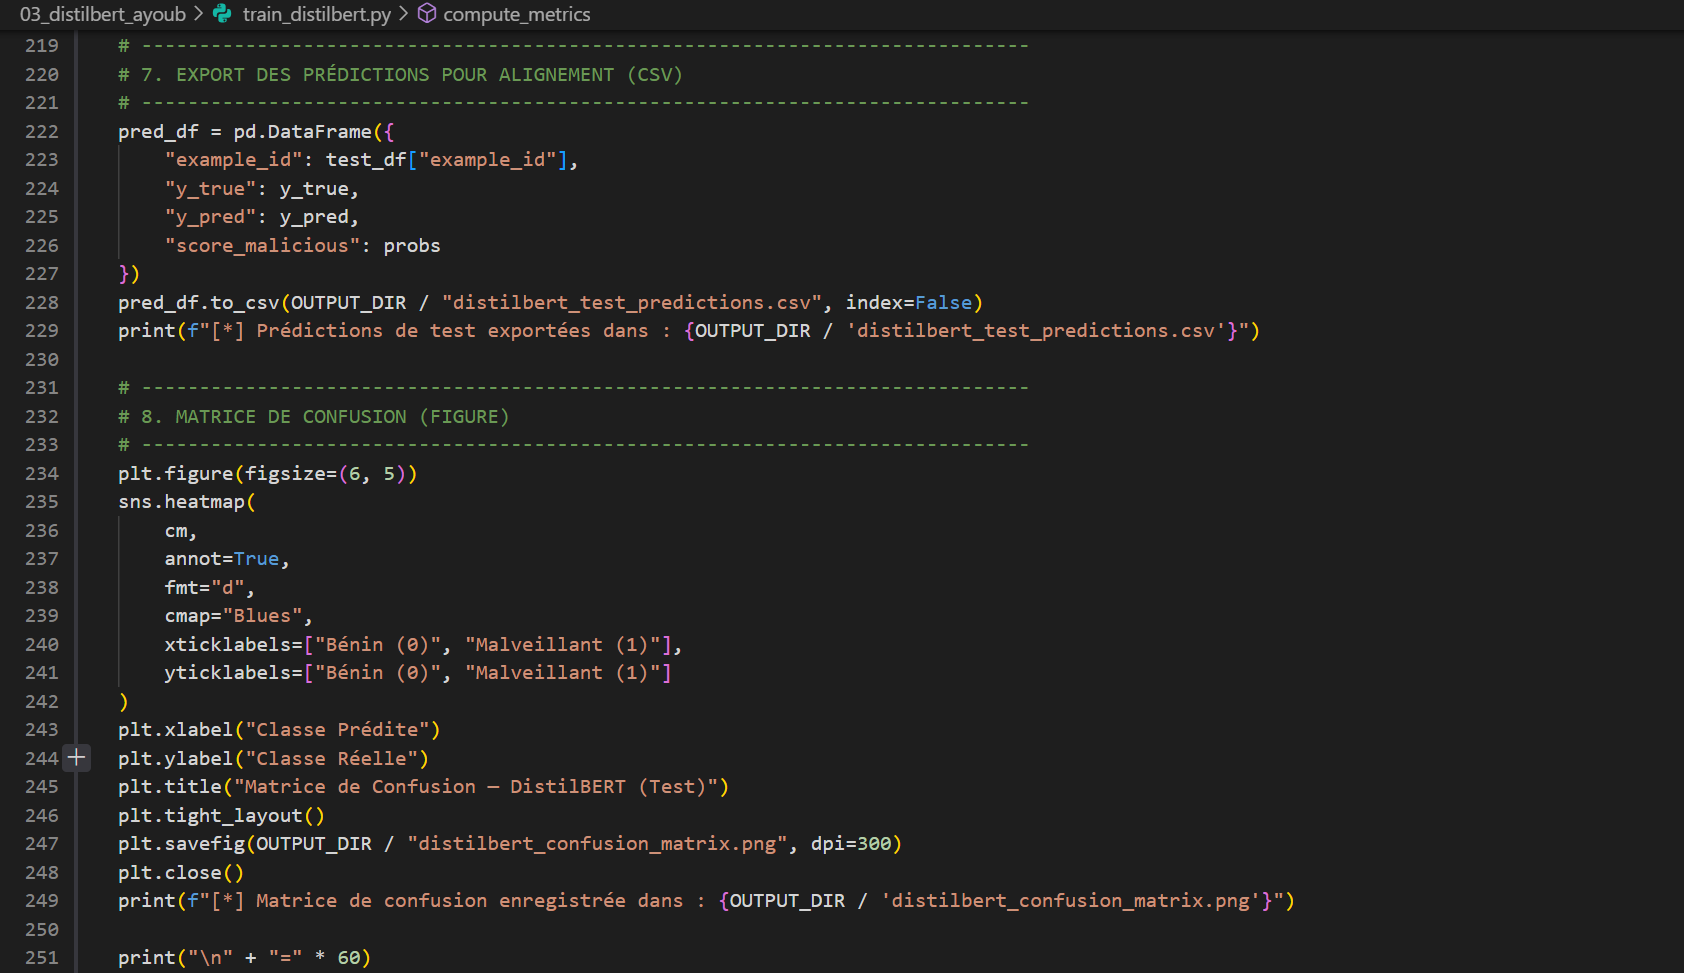 03_distilbert_ayoub > train_distilbert.py > compute_metrics
219 # -----------------------------------------------------------------------------
220 # 7. EXPORT DES PRÉDICTIONS POUR ALIGNEMENT (CSV)
221 # -----------------------------------------------------------------------------
222 pred_df = pd.DataFrame({
223     "example_id": test_df["example_id"],
224     "y_true": y_true,
225     "y_pred": y_pred,
226     "score_malicious": probs
227 })
228 pred_df.to_csv(OUTPUT_DIR / "distilbert_test_predictions.csv", index=False)
229 print(f"[*] Prédictions de test exportées dans : {OUTPUT_DIR / 'distilbert_test_predictions.csv'}")
230
231 # -----------------------------------------------------------------------------
232 # 8. MATRICE DE CONFUSION (FIGURE)
233 # -----------------------------------------------------------------------------
234 plt.figure(figsize=(6, 5))
235 sns.heatmap(
236     cm,
237     annot=True,
238     fmt="d",
239     cmap="Blues",
240     xticklabels=["Bénin (0)", "Malveillant (1)"],
241     yticklabels=["Bénin (0)", "Malveillant (1)"]
242 )
243 plt.xlabel("Classe Prédite")
244 plt.ylabel("Classe Réelle")
245 plt.title("Matrice de Confusion — DistilBERT (Test)")
246 plt.tight_layout()
247 plt.savefig(OUTPUT_DIR / "distilbert_confusion_matrix.png", dpi=300)
248 plt.close()
249 print(f"[*] Matrice de confusion enregistrée dans : {OUTPUT_DIR / 'distilbert_confusion_matrix.png'}")
250
251 print("\n" + "=" * 60)